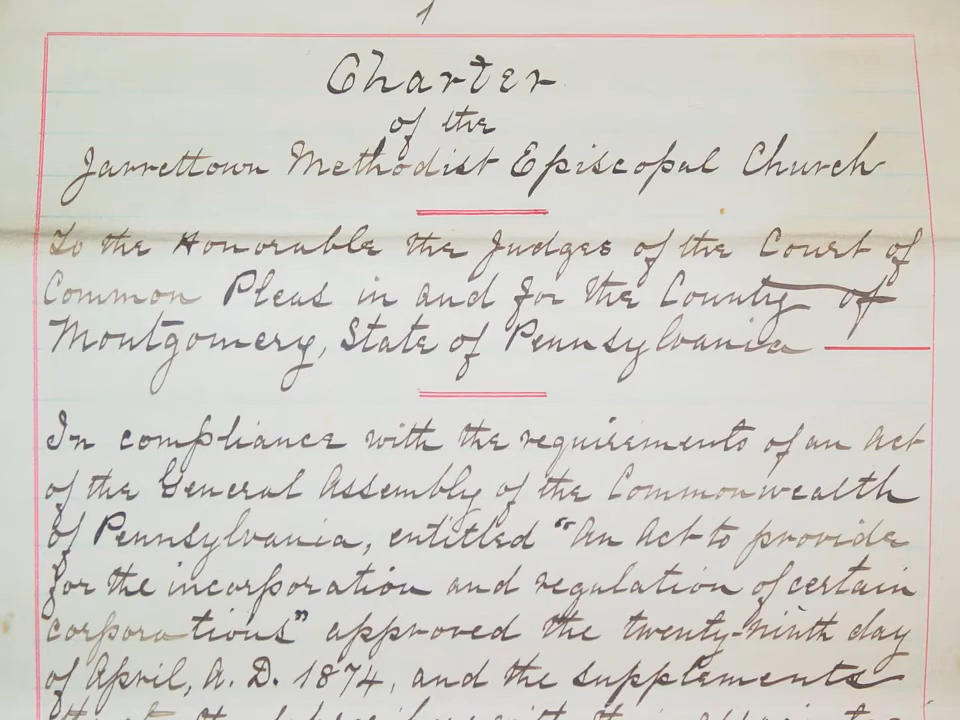 1
Charter
of the
Jarrettown Methodist Episcopal Church
To the Honorable the Judges of the Court of
Common Pleas in and for the County of
Montgomery, State of Pennsylvania
In compliance with the requirements of an Act
of the General Assembly of the Commonwealth
of Pennsylvania, entitled "An Act to provide
for the incorporation and regulation of certain
corporations" approved the twenty-ninth day
of April, A. D. 1874, and the supplements